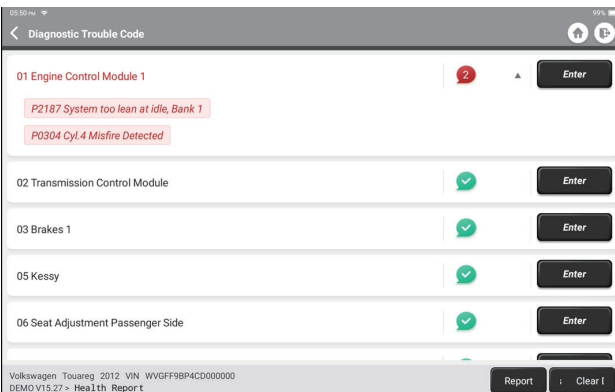 05:50 PM 99%
Diagnostic Trouble Code
01 Engine Control Module 1 2 Enter
P2187 System too lean at idle, Bank 1
P0304 Cyl.4 Misfire Detected
02 Transmission Control Module Enter
03 Brakes 1 Enter
05 Kessy Enter
06 Seat Adjustment Passenger Side Enter
Volkswagen Touareg 2012 VIN WVGFF9BP4CD000000
DEMO V15.27 > Health Report
Report Clear